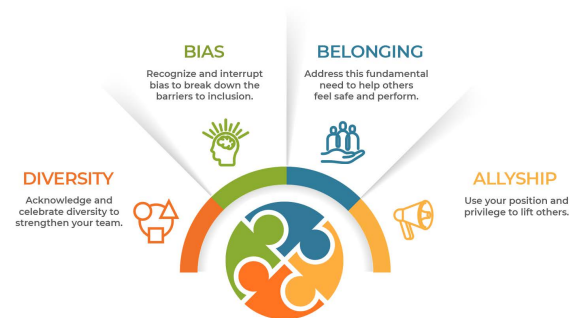 BIAS
Recognize and interrupt
bias to break down the
barriers to inclusion.
BELONGING
Address this fundamental
need to help others
feel safe and perform.
DIVERSITY
Acknowledge and
celebrate diversity to
strengthen your team.
ALLYSHIP
Use your position and
privilege to lift others.